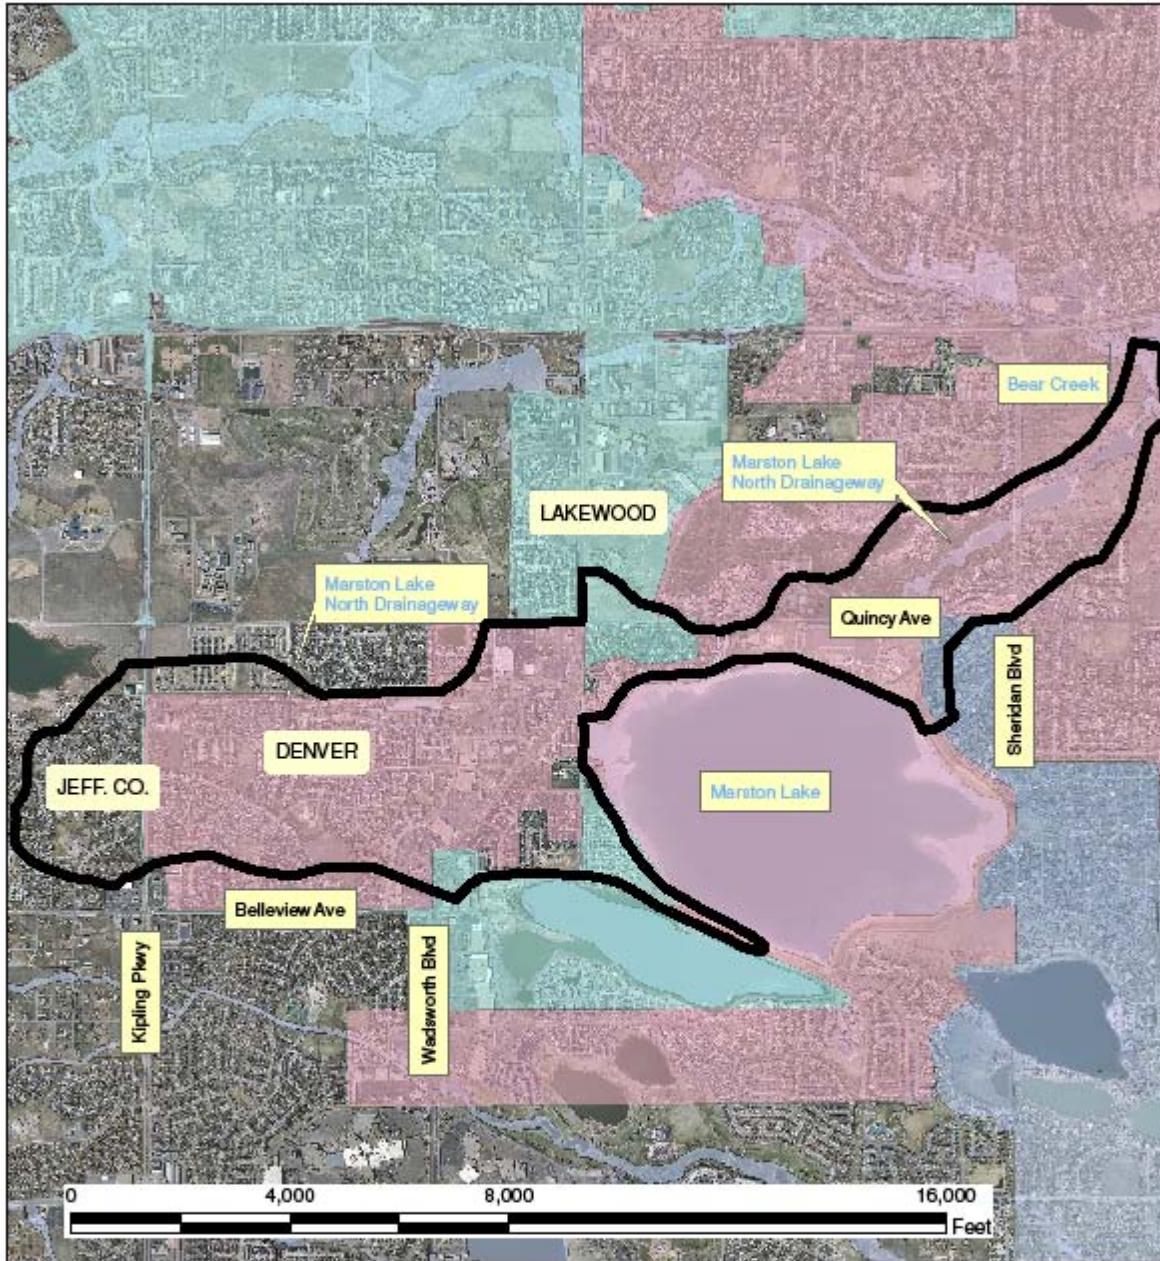 Bear Creek
Marston Lake
North Drainageway
LAKEWOOD
Marston Lake
North Drainageway
Quincy Ave
Sheridan Blvd
DENVER
JEFF. CO.
Marston Lake
Belleview Ave
Kipling Pkwy
Wadsworth Blvd
0 4,000 8,000 16,000
Feet